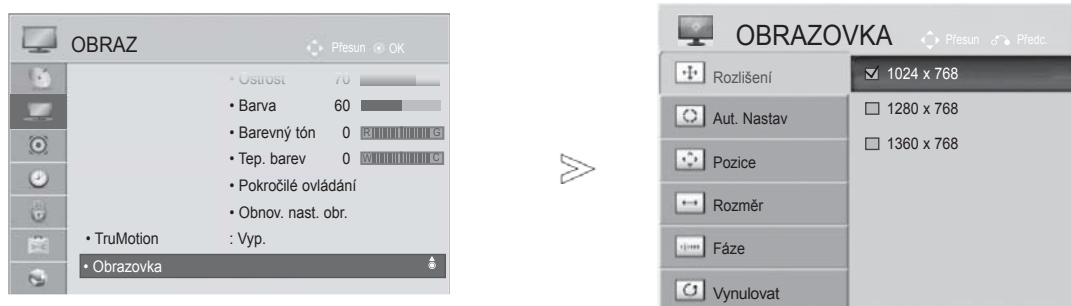 OBRAZ
Přesun OK
• Ostrost 70
• Barva 60
• Barevný tón 0 R G
• Tep. barev 0 W C
• Pokročilé ovládání
• Obnov. nast. obr.
• TruMotion : Vyp.
• Obrazovka
OBRAZOVKA
Přesun Předc.
Rozlišení
Aut. Nastav
Pozice
Rozměr
Fáze
Vynulovat
1024 x 768
1280 x 768
1360 x 768